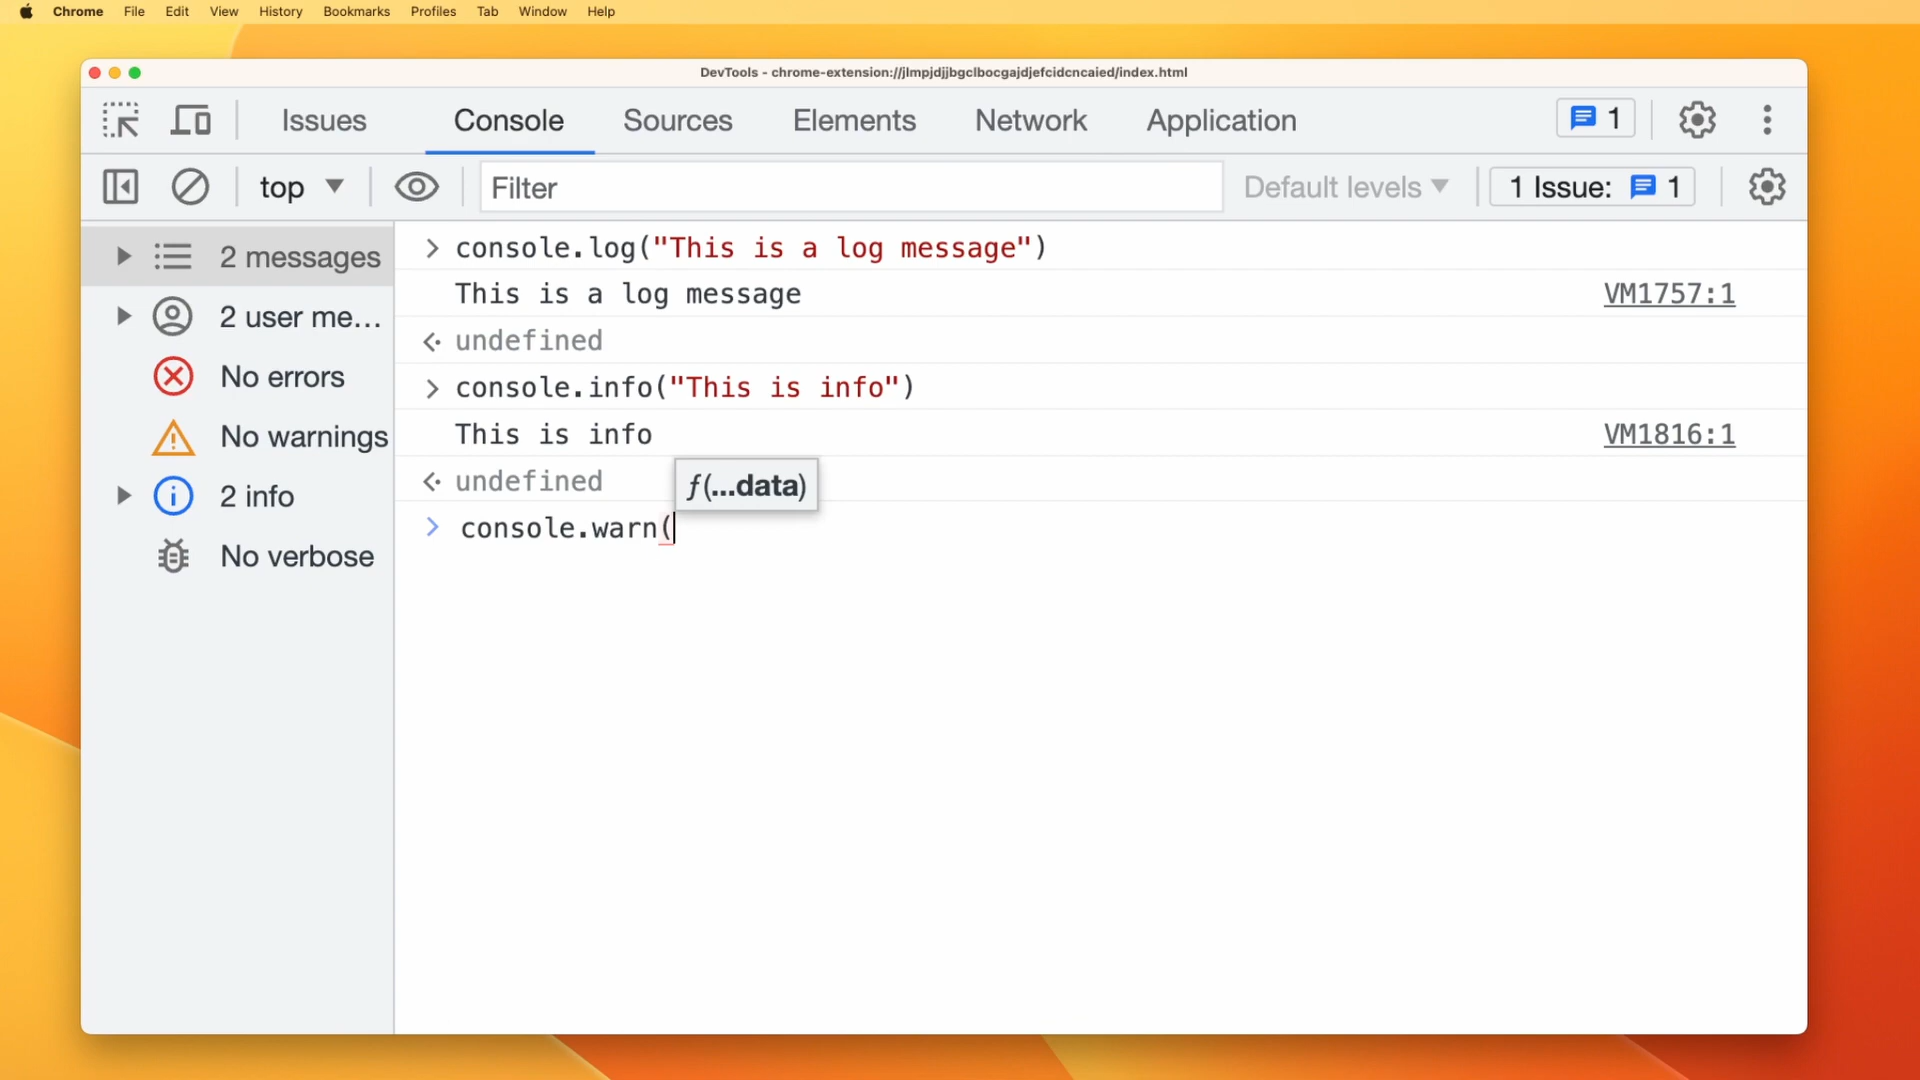 Chrome File Edit View History Bookmarks Profiles Tab Window Help
DevTools - chrome-extension://jlmpjdjjbgclbocgajdjefcidcncaied/index.html
Issues Console Sources Elements Network Application 1
top Filter Default levels 1 Issue: 1
2 messages
2 user me...
No errors
No warnings
2 info
No verbose
> console.log("This is a log message")
This is a log message VM1757:1
undefined
> console.info("This is info")
This is info VM1816:1
undefined
ƒ(...data)
> console.warn(